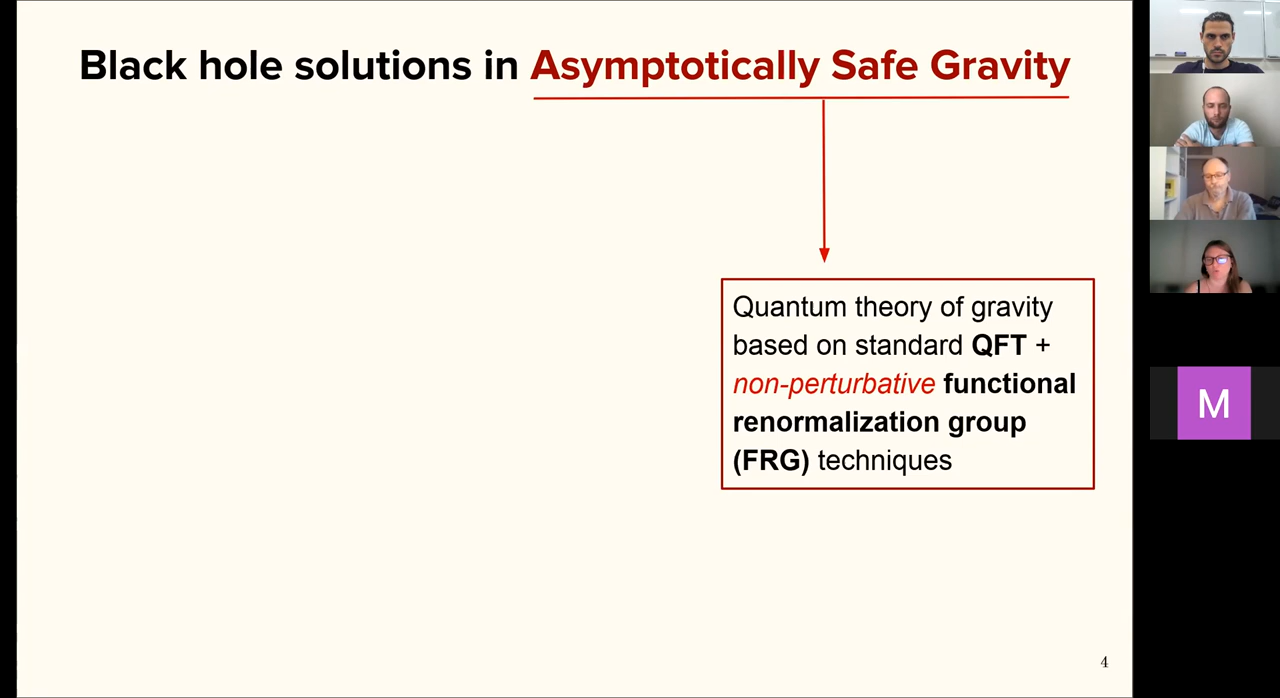 Black hole solutions in Asymptotically Safe Gravity
Quantum theory of gravity
based on standard QFT +
non-perturbative functional
renormalization group
(FRG) techniques
4
M